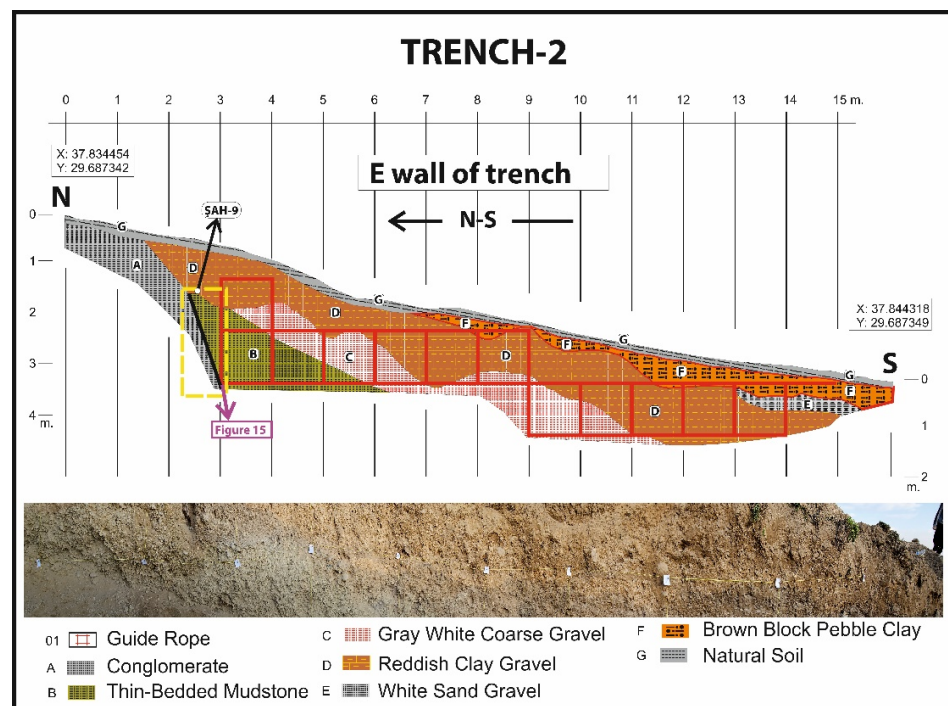 TRENCH-2
0 1 2 3 4 5 6 7 8 9 10 11 12 13 14 15 m.
X: 37.834454
Y: 29.687342
E wall of trench
N
ŞAH-9
N-S
0
G
A
D
1
2
D
G
F
X: 37.844318
Y: 29.687349
3
B
C
D
F
G
S
0
F
G
F
E
4
m.
Figure 15
D
1
2
m.
01 Guide Rope
A Conglomerate
B Thin-Bedded Mudstone
C Gray White Coarse Gravel
D Reddish Clay Gravel
E White Sand Gravel
F Brown Block Pebble Clay
G Natural Soil